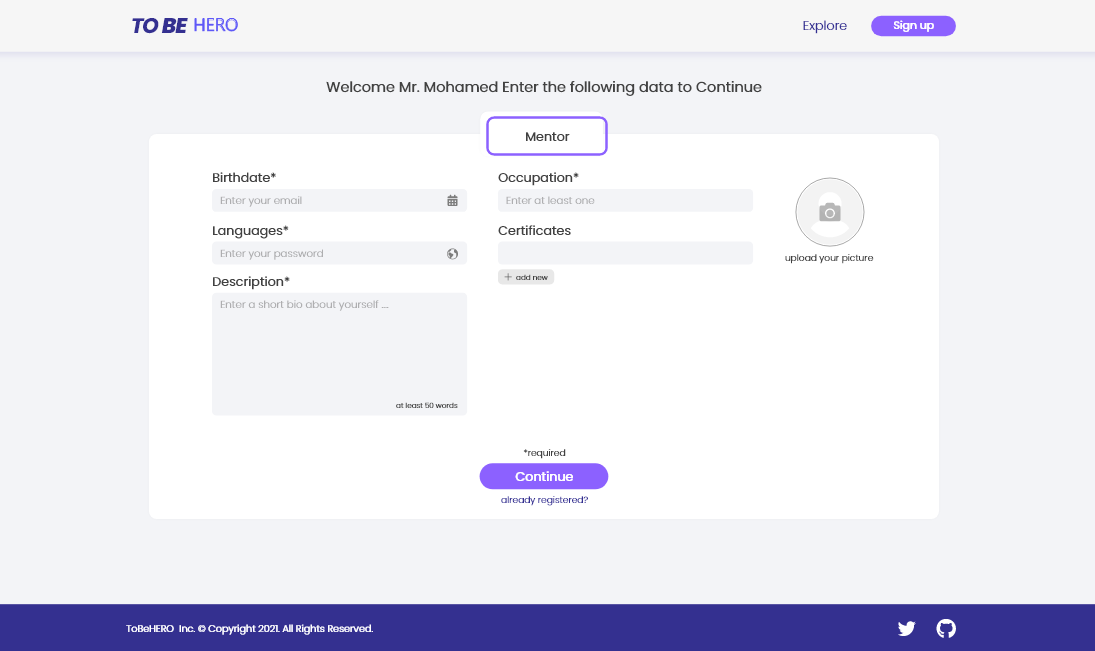 TO BE HERO
Explore
Sign up
Welcome Mr. Mohamed Enter the following data to Continue
Mentor
Birthdate*
Enter your email
Languages*
Enter your password
Description*
Enter a short bio about yourself ....
at least 50 words
Occupation*
Enter at least one
Certificates
+ add new
upload your picture
*required
Continue
already registered?
ToBeHERO Inc. © Copyright 2021. All Rights Reserved.